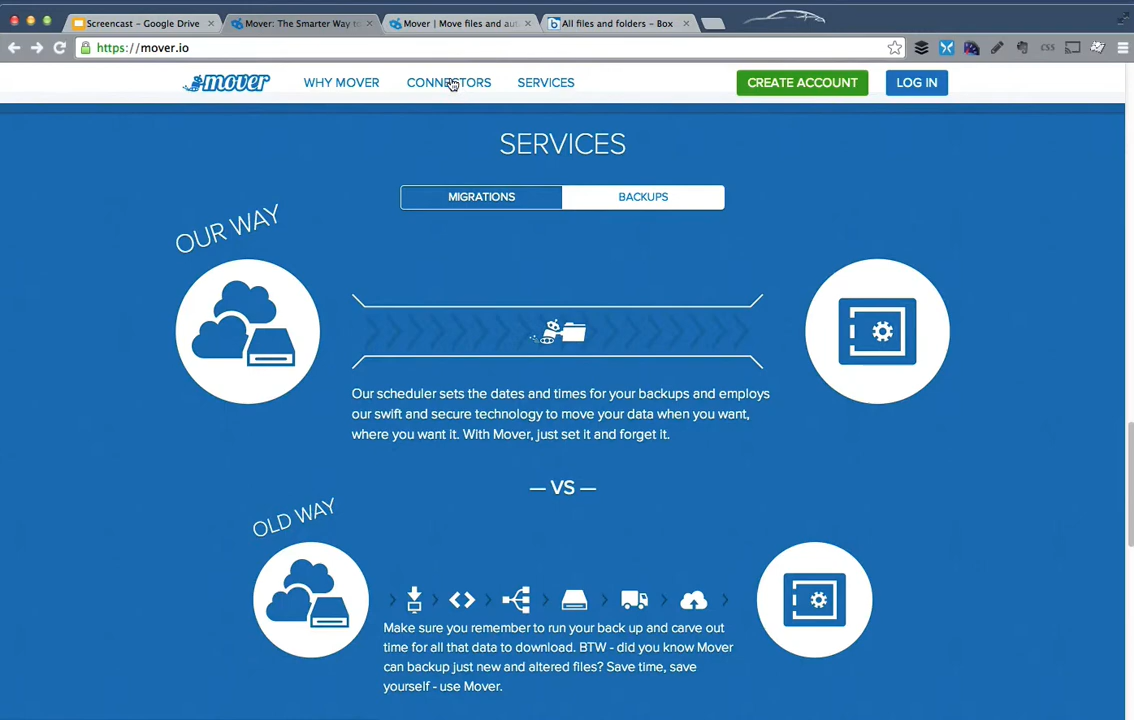 Screencast - Google Drive
Mover: The Smarter Way to
Mover | Move files and aut
All files and folders - Box
https://mover.io
CSS
mover
WHY MOVER
CONNECTORS
SERVICES
CREATE ACCOUNT
LOG IN
SERVICES
MIGRATIONS
BACKUPS
OUR WAY
Our scheduler sets the dates and times for your backups and employs
our swift and secure technology to move your data when you want,
where you want it. With Mover, just set it and forget it.
— VS —
OLD WAY
Make sure you remember to run your back up and carve out
time for all that data to download. BTW - did you know Mover
can backup just new and altered files? Save time, save
yourself - use Mover.